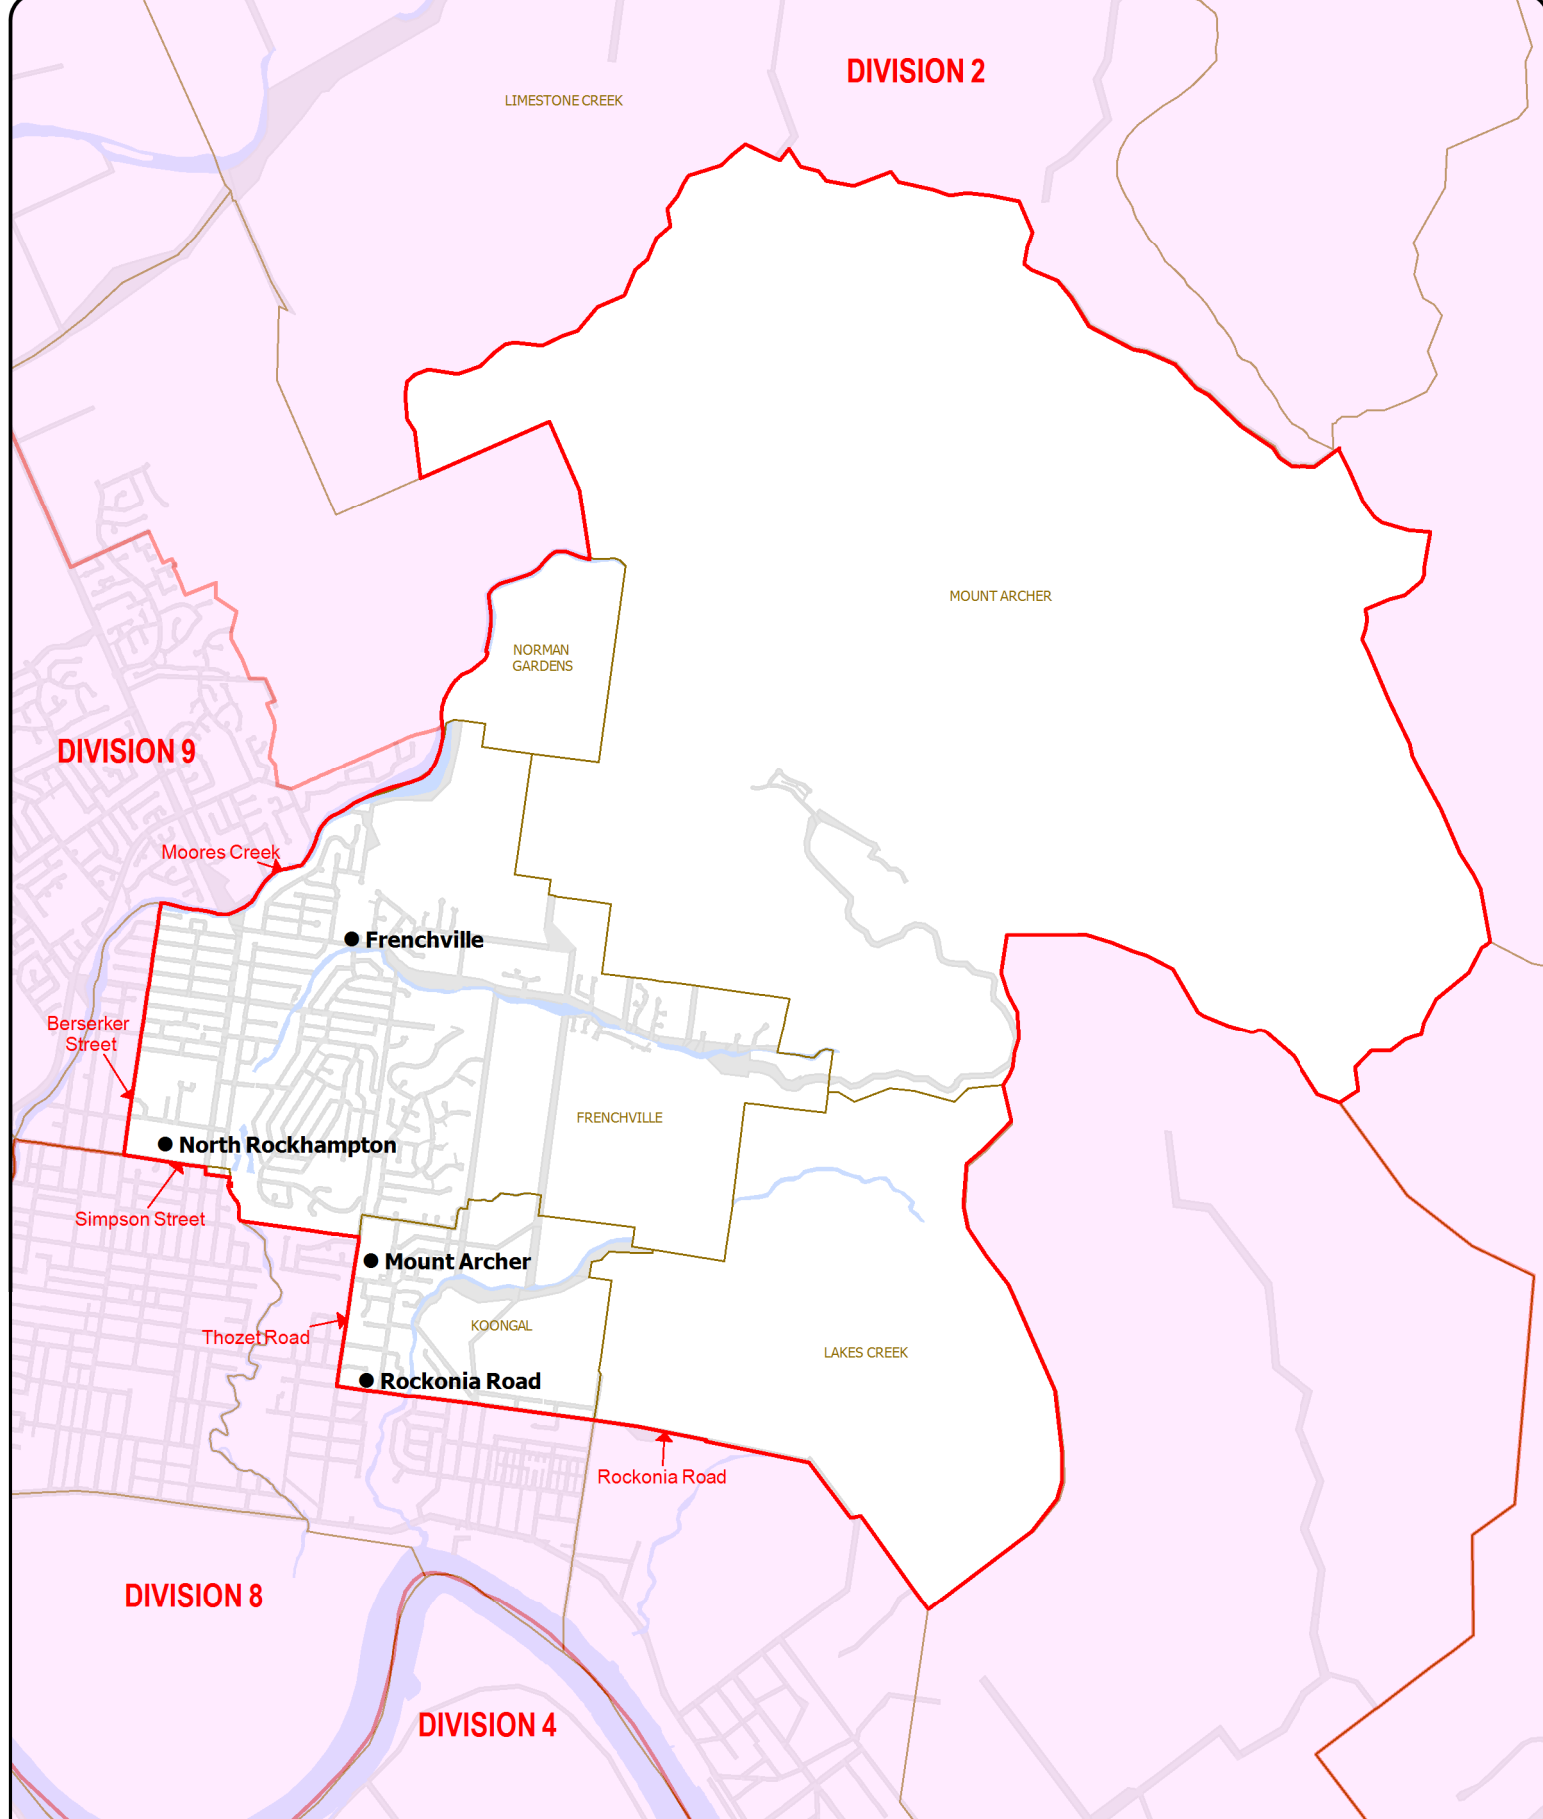 DIVISION 2
LIMESTONE CREEK
MOUNT ARCHER
NORMAN
GARDENS
DIVISION 9
Moores Creek
Frenchville
Berserker
Street
FRENCHVILLE
North Rockhampton
Simpson Street
Mount Archer
KOONGAL
Thozet Road
LAKES CREEK
Rockonia Road
Rockonia Road
DIVISION 8
DIVISION 4